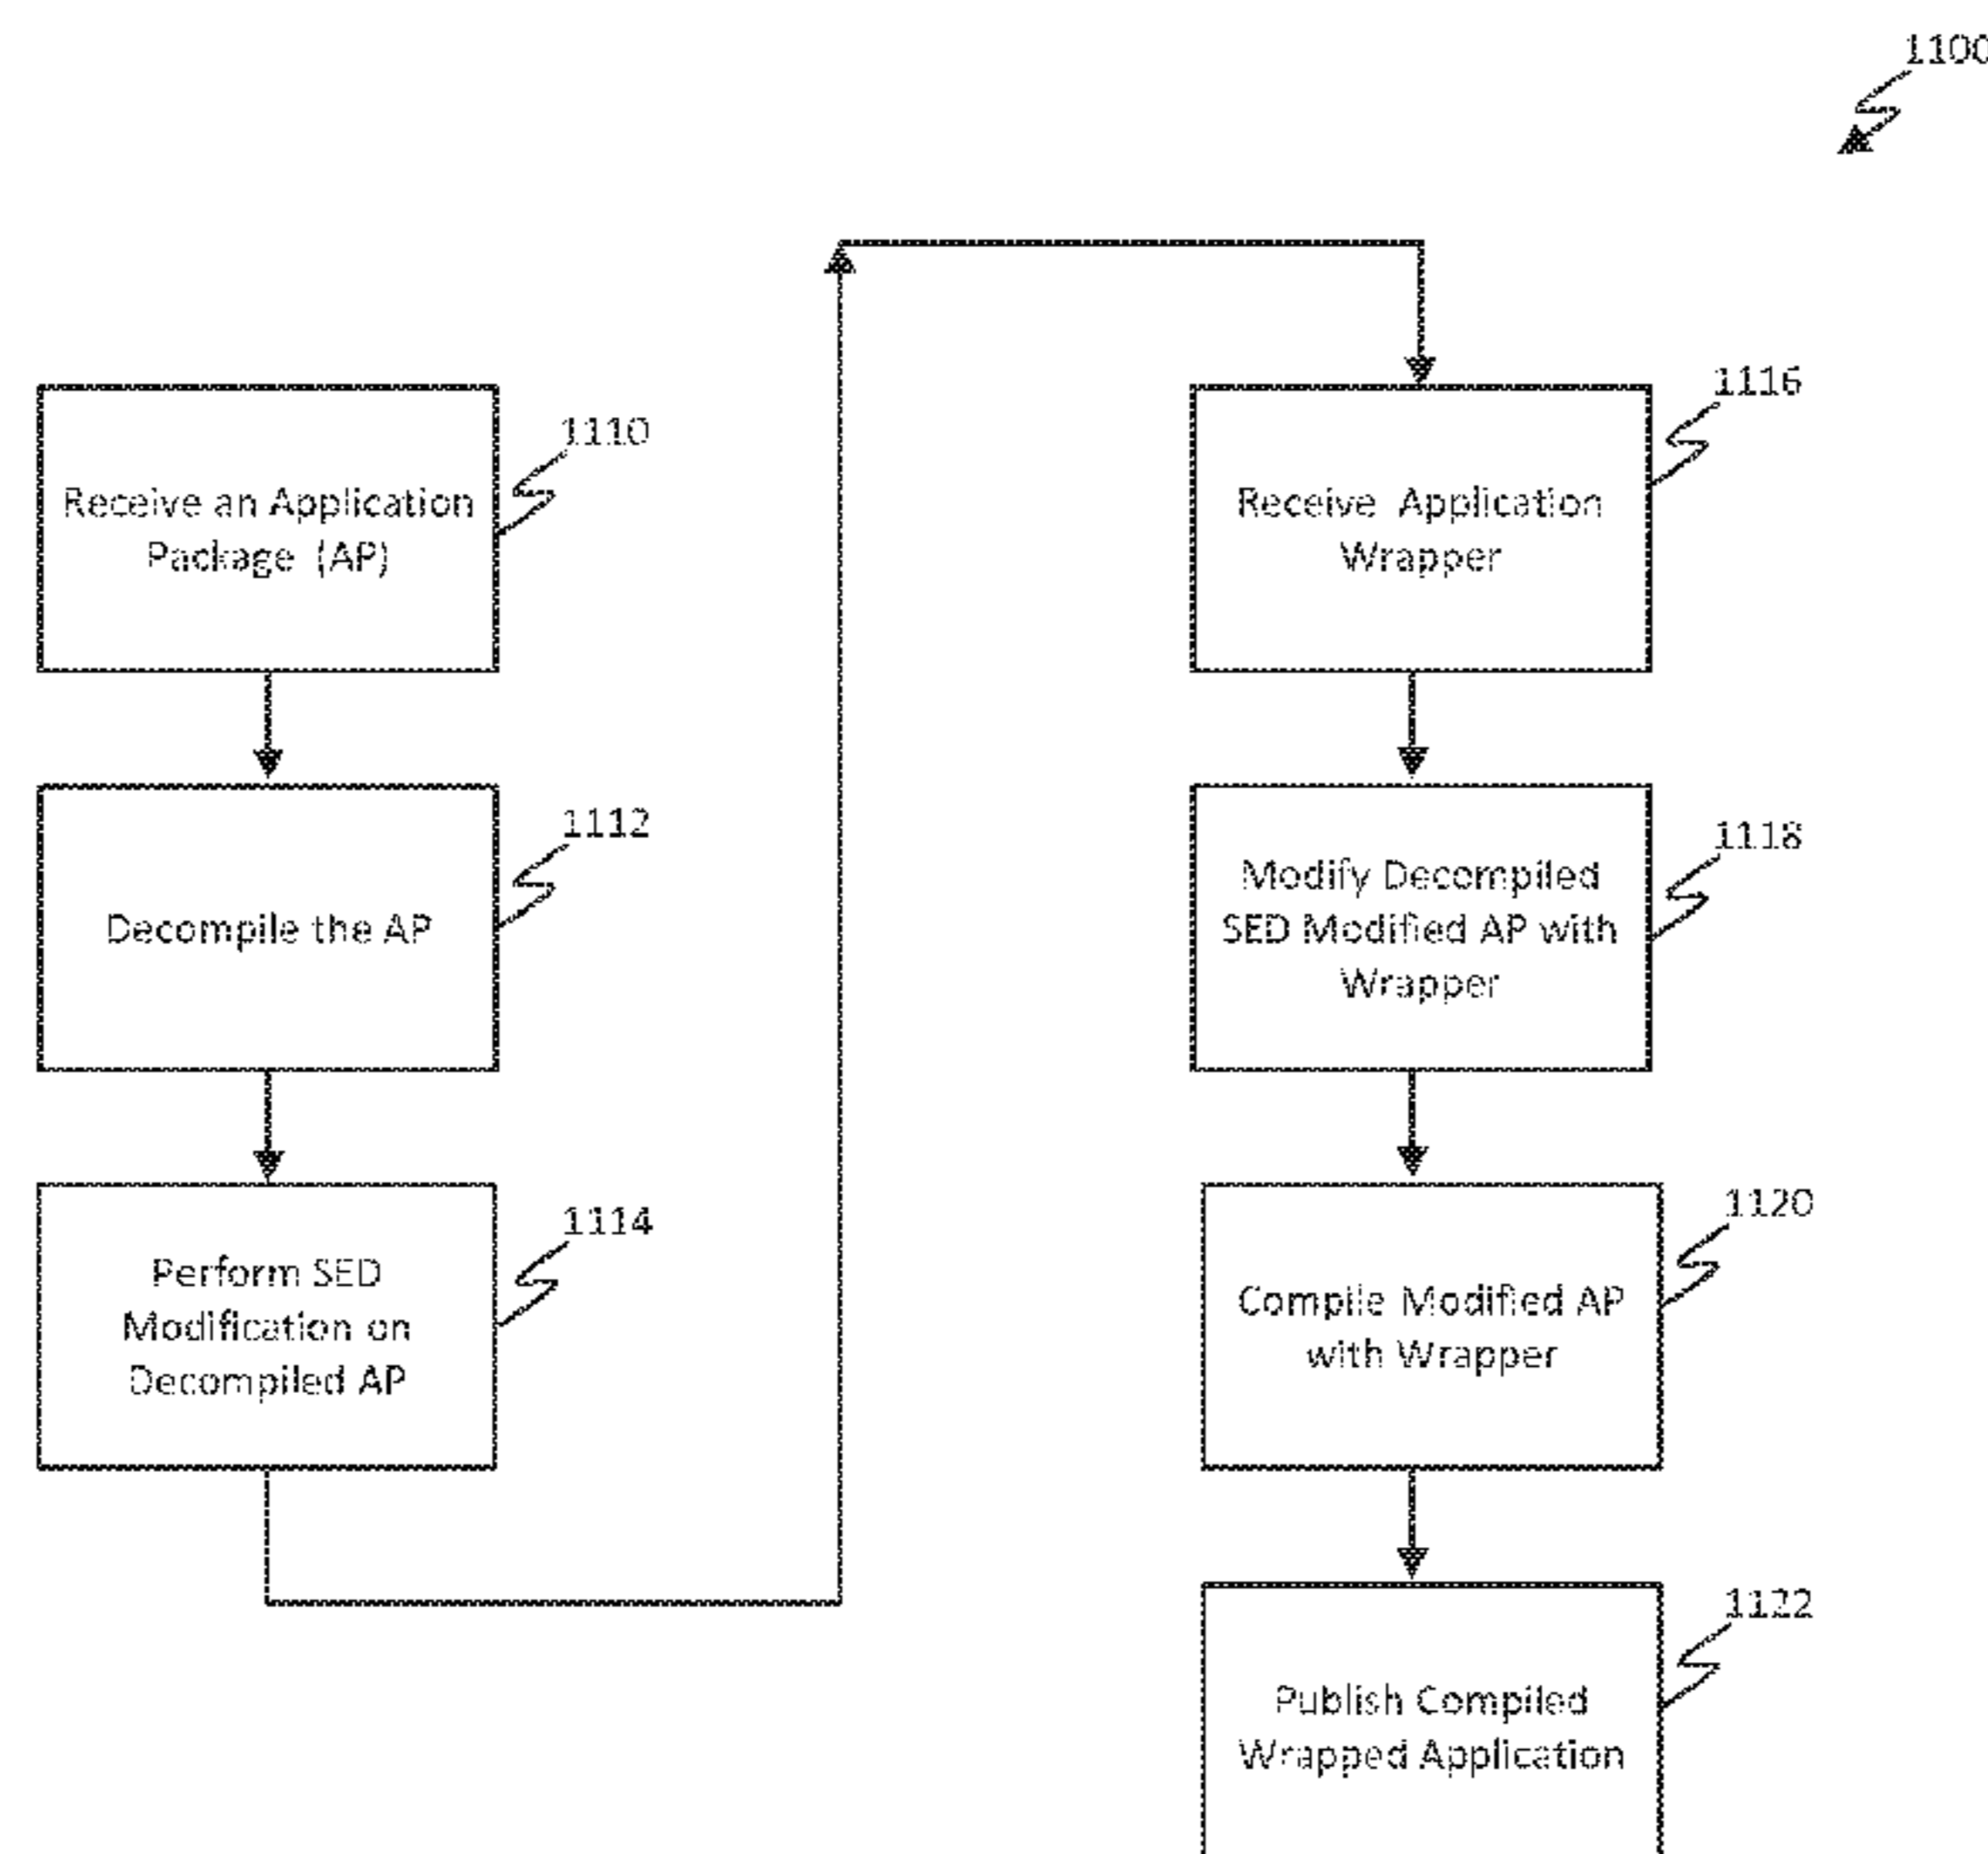 1100
Receive an Application
Package (AP)
1110
Decompile the AP
1112
Perform SED
Modification on
Decompiled AP
1114
Receive Application
Wrapper
1116
Modify Decompiled
SED Modified AP with
Wrapper
1118
Compile Modified AP
with Wrapper
1120
Publish Compiled
Wrapped Application
1122